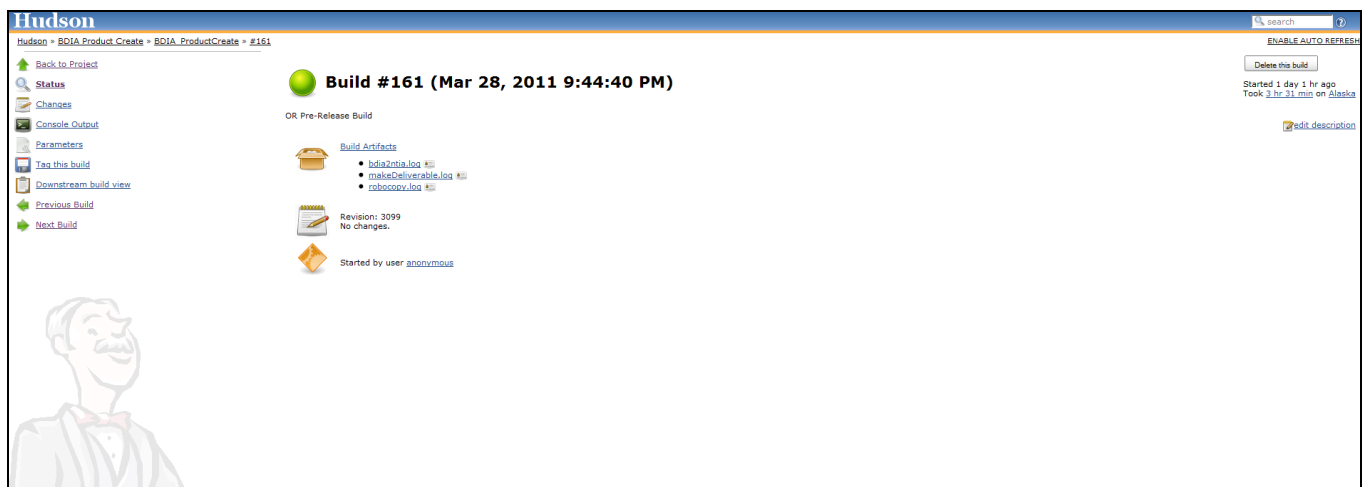 Hudson
search
Hudson » BDIA Product Create » BDIA_ProductCreate » #161
ENABLE AUTO REFRESH
Back to Project
Status
Changes
Console Output
Parameters
Tag this build
Downstream build view
Previous Build
Next Build
Build #161 (Mar 28, 2011 9:44:40 PM)
OR Pre-Release Build
Build Artifacts
bdia2ntia.log
makeDeliverable.log
robocopy.log
Revision: 3099
No changes.
Started by user anonymous
Delete this build
Started 1 day 1 hr ago
Took 3 hr 31 min on Alaska
edit description